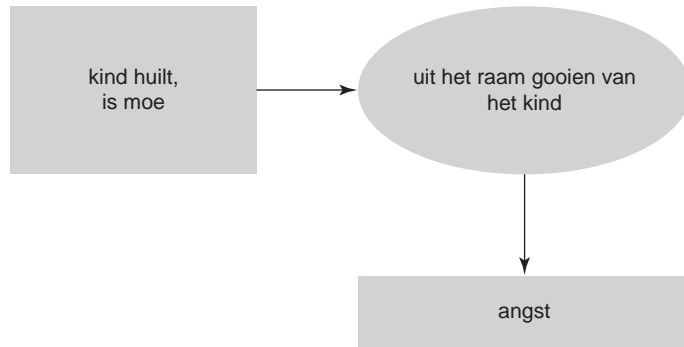 kind huilt,
is moe
uit het raam gooien van
het kind
angst